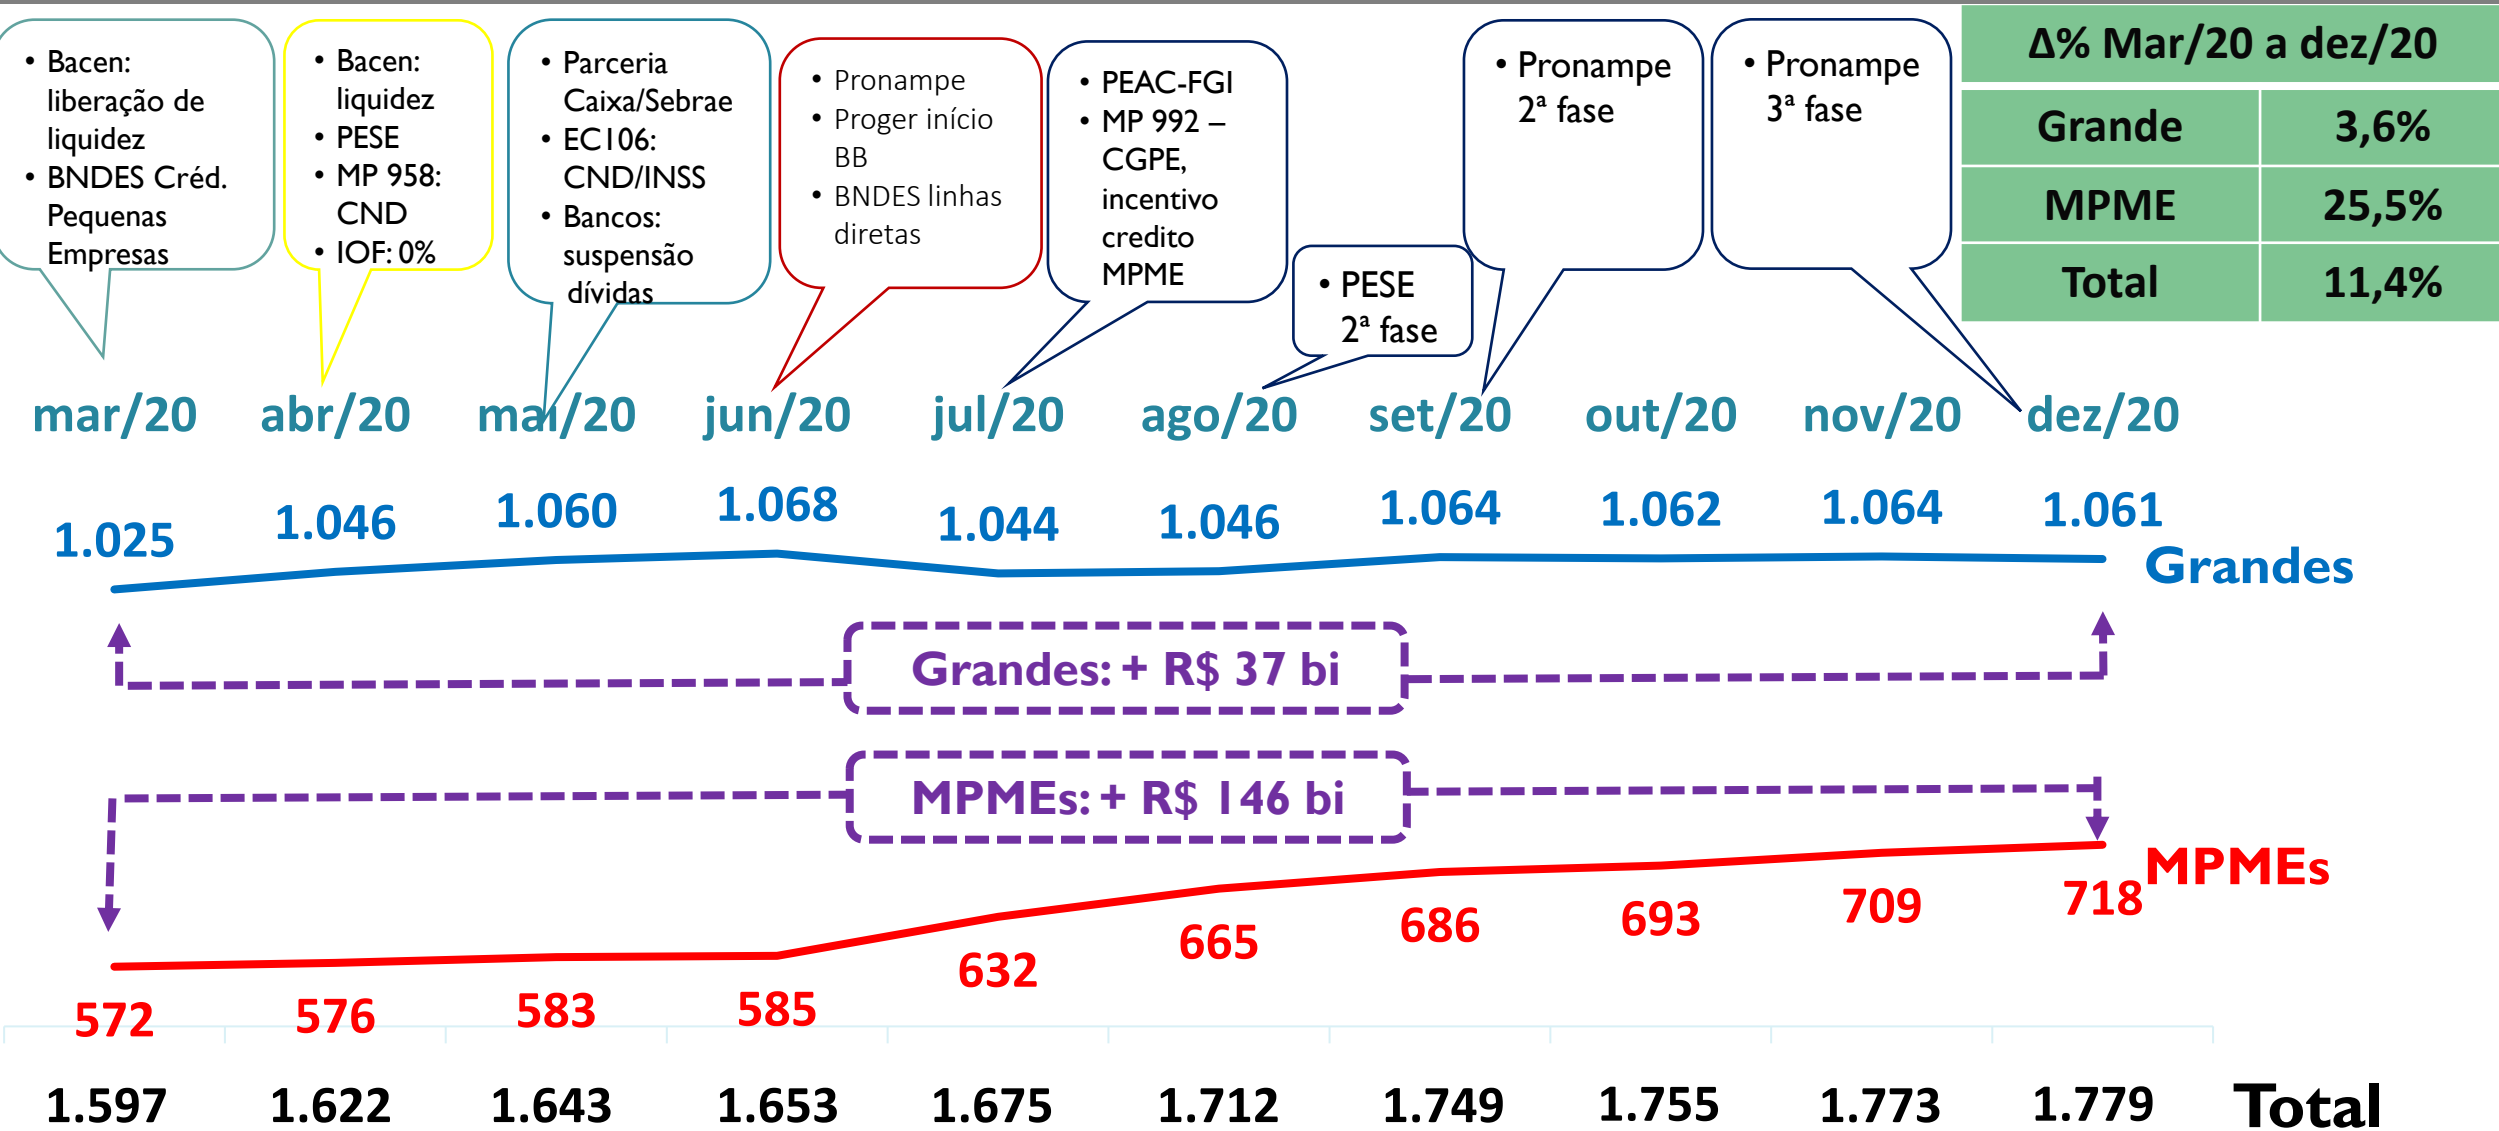 • Bacen:
liberação de
liquidez
• BNDES Créd.
Pequenas
Empresas
• Bacen:
liquidez
• PESE
• MP 958:
CND
• IOF: 0%
• Parceria
Caixa/Sebrae
• EC106:
CND/INSS
• Bancos:
suspensão
dívidas
• Pronampe
• Proger início
BB
• BNDES linhas
diretas
• PEAC-FGI
• MP 992 –
CGPE,
incentivo
credito
MPME
• PESE
2ª fase
• Pronampe
2ª fase
• Pronampe
3ª fase
Δ% Mar/20 a dez/20
Grande 3,6%
MPME 25,5%
Total 11,4%
mar/20 abr/20 mai/20 jun/20 jul/20 ago/20 set/20 out/20 nov/20 dez/20
1.025 1.046 1.060 1.068 1.044 1.046 1.064 1.062 1.064 1.061
Grandes
Grandes: + R$ 37 bi
MPMEs: + R$ 146 bi
MPMEs
572 576 583 585 632 665 686 693 709 718
1.597 1.622 1.643 1.653 1.675 1.712 1.749 1.755 1.773 1.779 Total